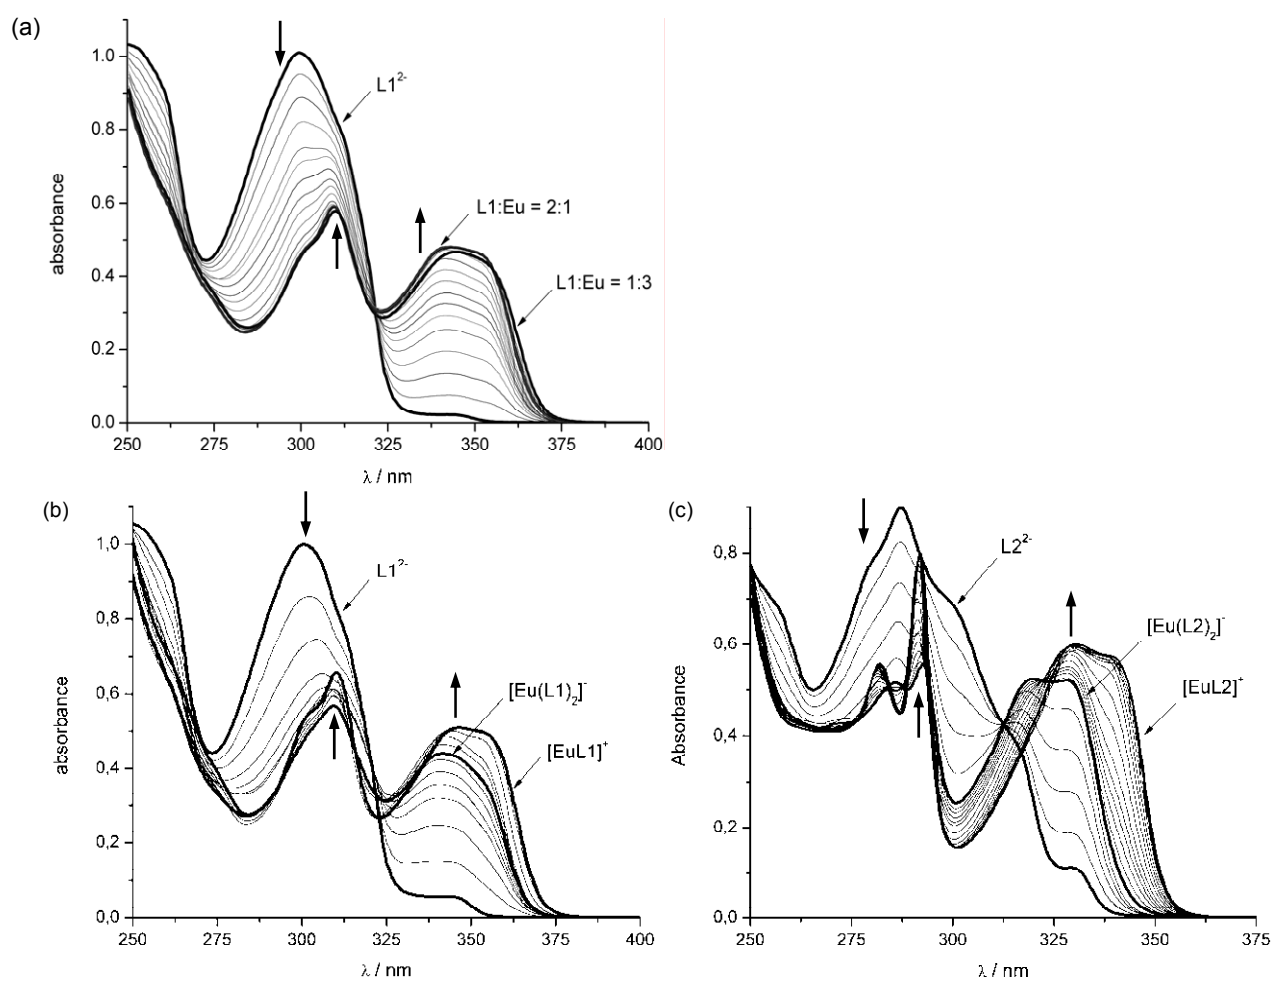 (a)
absorbance
1.0
0.8
0.6
0.4
0.2
0.0
L1²⁻
L1:Eu = 2:1
L1:Eu = 1:3
250 275 300 325 350 375 400
λ / nm
(b)
absorbance
1,0
0,8
0,6
0,4
0,2
0,0
L1²⁻
[Eu(L1)₂]⁻
[EuL1]⁺
250 275 300 325 350 375 400
λ / nm
(c)
Absorbance
0,8
0,6
0,4
0,2
0,0
L2²⁻
[Eu(L2)₂]⁻
[EuL2]⁺
250 275 300 325 350 375
λ / nm